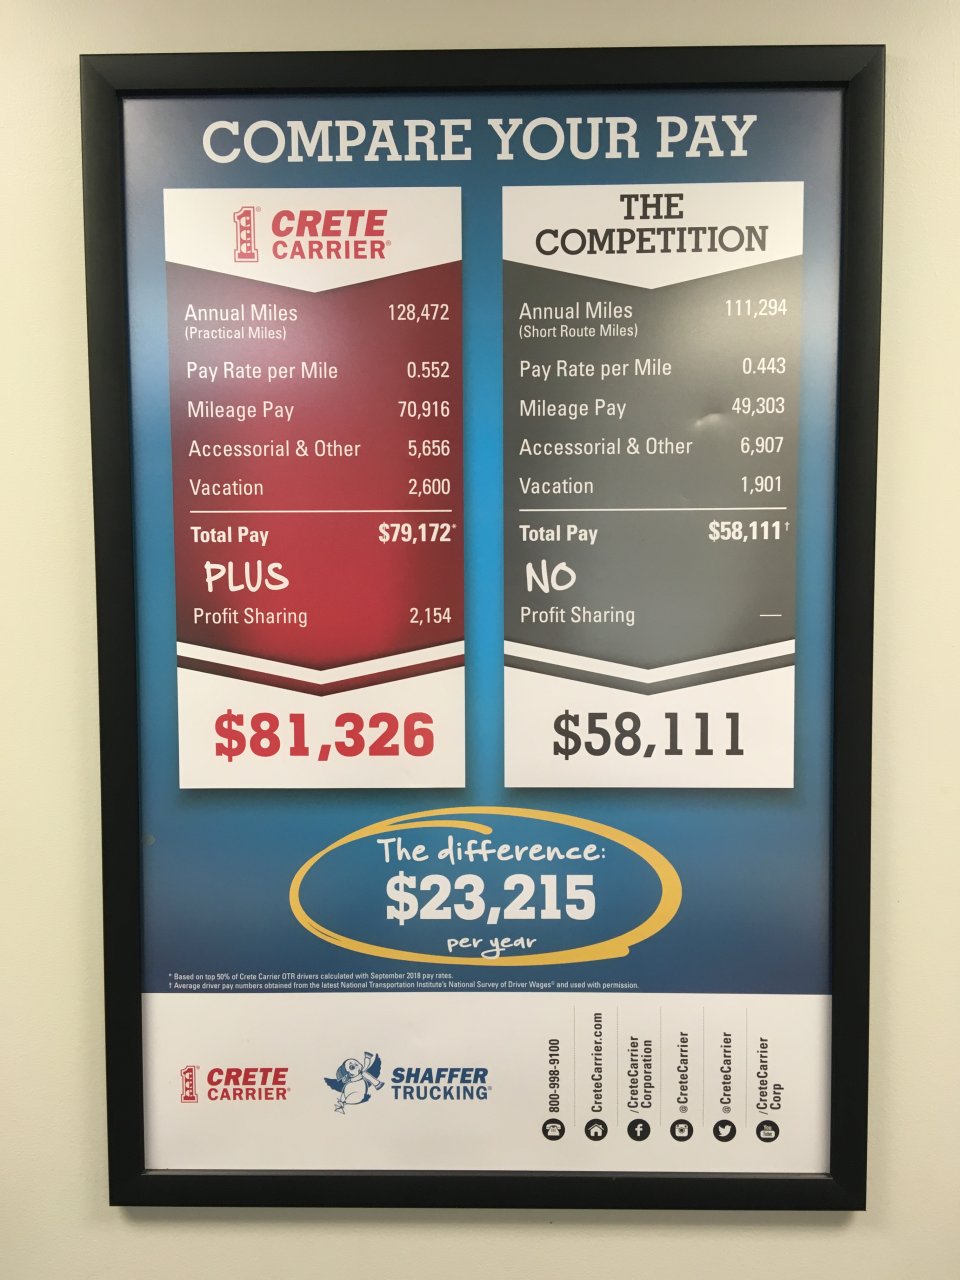 COMPARE YOUR PAY
1 CRETE
CARRIER®
Annual Miles 128,472
(Practical Miles)
Pay Rate per Mile 0.552
Mileage Pay 70,916
Accessorial & Other 5,656
Vacation 2,600
Total Pay $79,172*
PLUS
Profit Sharing 2,154
$81,326
THE
COMPETITION
Annual Miles 111,294
(Short Route Miles)
Pay Rate per Mile 0.443
Mileage Pay 49,303
Accessorial & Other 6,907
Vacation 1,901
Total Pay $58,111†
NO
Profit Sharing —
$58,111
The difference:
$23,215
per year
* Based on top 50% of Crete Carrier OTR drivers calculated with September 2018 pay rates.
† Average driver pay numbers obtained from the latest National Transportation Institute's National Survey of Driver Wages® and used with permission.
1 CRETE
CARRIER®
SHAFFER
TRUCKING®
800-998-9100
CreteCarrier.com
/CreteCarrier
Corporation
@CreteCarrier
@CreteCarrier
/CreteCarrier
Corp
You
Tube